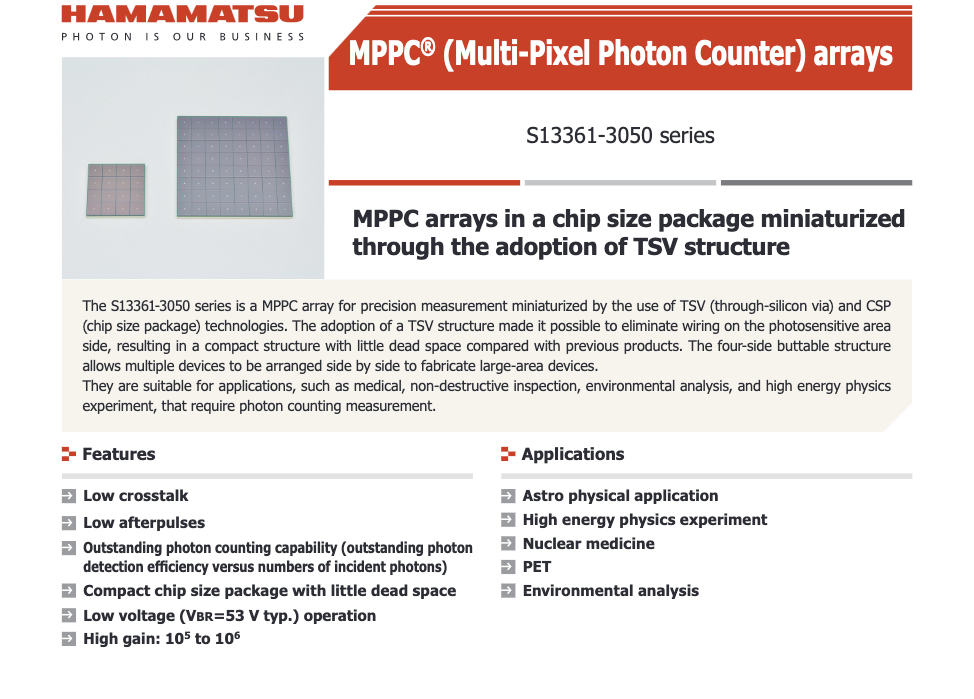 HAMAMATSU
PHOTON IS OUR BUSINESS
MPPC® (Multi-Pixel Photon Counter) arrays
S13361-3050 series
MPPC arrays in a chip size package miniaturized
through the adoption of TSV structure
The S13361-3050 series is a MPPC array for precision measurement miniaturized by the use of TSV (through-silicon via) and CSP
(chip size package) technologies. The adoption of a TSV structure made it possible to eliminate wiring on the photosensitive area
side, resulting in a compact structure with little dead space compared with previous products. The four-side buttable structure
allows multiple devices to be arranged side by side to fabricate large-area devices.
They are suitable for applications, such as medical, non-destructive inspection, environmental analysis, and high energy physics
experiment, that require photon counting measurement.
Features
Low crosstalk
Low afterpulses
Outstanding photon counting capability (outstanding photon
detection efficiency versus numbers of incident photons)
Compact chip size package with little dead space
Low voltage (VBR=53 V typ.) operation
High gain: 10⁵ to 10⁶
Applications
Astro physical application
High energy physics experiment
Nuclear medicine
PET
Environmental analysis